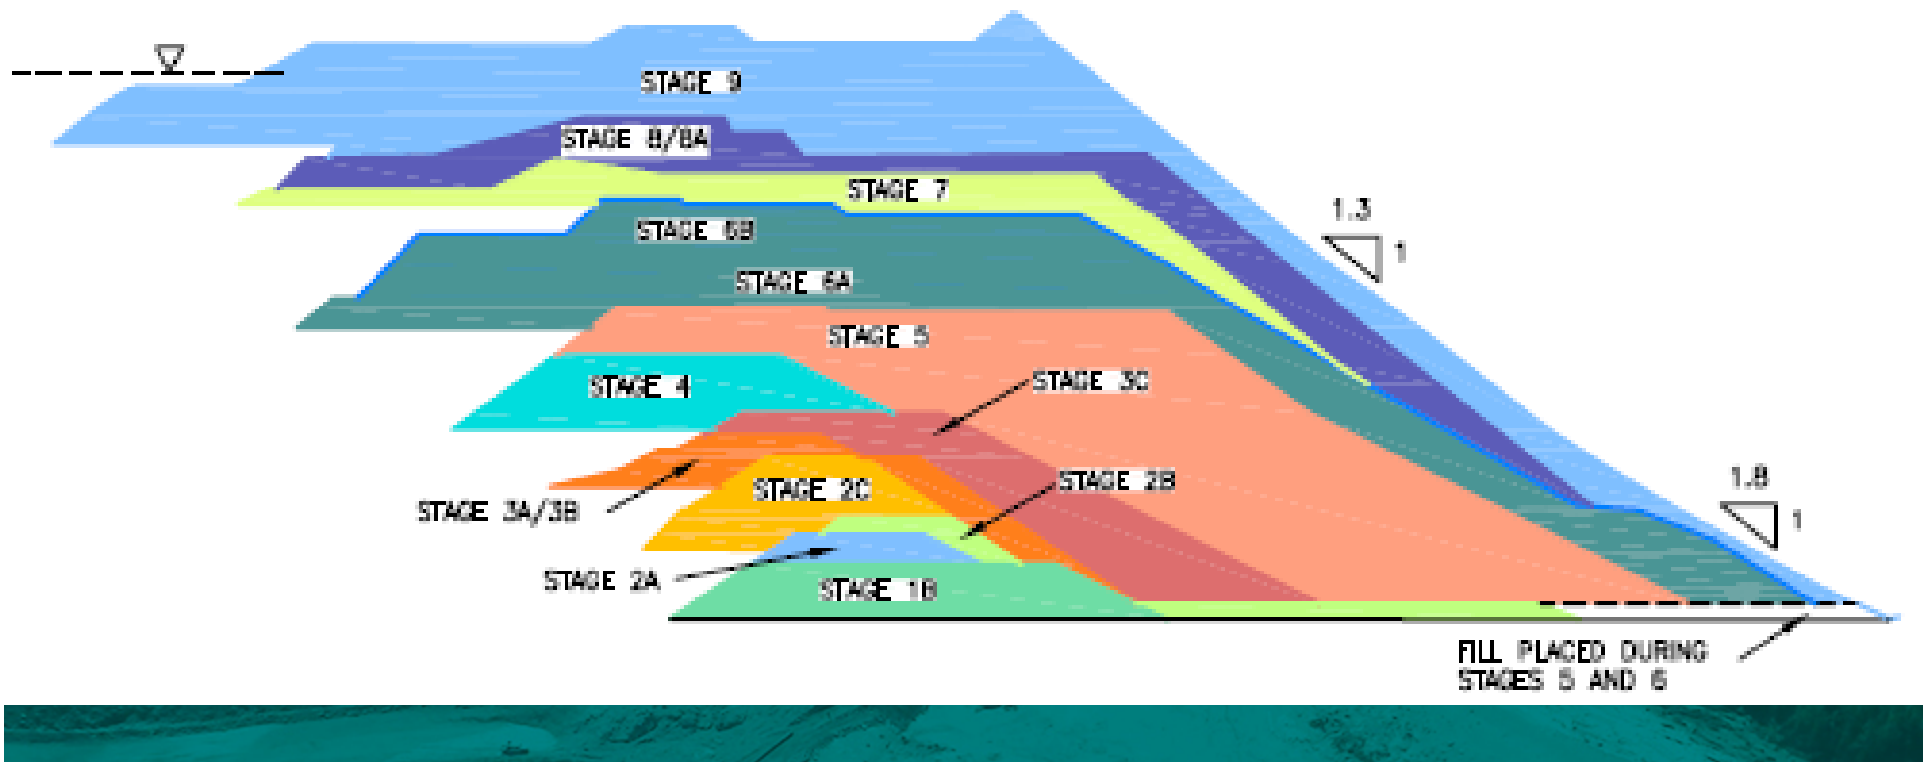 STAGE 9
STAGE 8/8A
STAGE 7
1.3
1
STAGE 6B
STAGE 6A
STAGE 5
STAGE 4
STAGE 3C
STAGE 2B
STAGE 2C
1.8
1
STAGE 3A/3B
STAGE 2A
STAGE 1B
FILL PLACED DURING
STAGES 5 AND 6